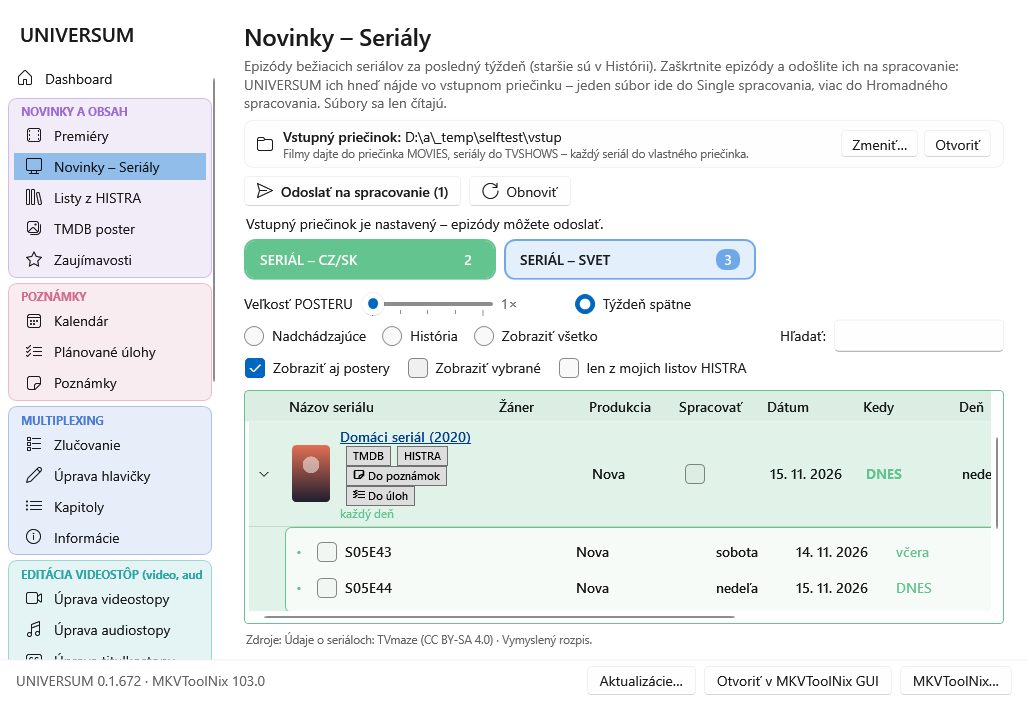 UNIVERSUM
Dashboard
NOVINKY A OBSAH
Premiéry
Novinky – Seriály
Listy z HISTRA
TMDB poster
Zaujímavosti
POZNÁMKY
Kalendár
Plánované úlohy
Poznámky
MULTIPLEXING
Zlučovanie
Úprava hlavičky
Kapitoly
Informácie
EDITÁCIA VIDEOSTÔP (video, aud
Úprava videostopy
Úprava audiostopy
Novinky – Seriály
Epizódy bežiacich seriálov za posledný týždeň (staršie sú v Histórii). Zaškrtnite epizódy a odošlite ich na spracovanie:
UNIVERSUM ich hneď nájde vo vstupnom priečinku – jeden súbor ide do Single spracovania, viac do Hromadného
spracovania. Súbory sa len čítajú.
Vstupný priečinok: D:\a\_temp\selftest\vstup
Filmy dajte do priečinka MOVIES, seriály do TVSHOWS – každý seriál do vlastného priečinka.
Zmeniť... Otvoriť
Odoslať na spracovanie (1) Obnoviť
Vstupný priečinok je nastavený – epizódy môžete odoslať.
SERIÁL – CZ/SK 2 SERIÁL – SVET 3
Veľkosť POSTERU 1× Týždeň spätne
Nadchádzajúce História Zobraziť všetko Hľadať:
Zobraziť aj postery Zobraziť vybrané len z mojich listov HISTRA
Názov seriálu Žáner Produkcia Spracovať Dátum Kedy Deň
Domáci seriál (2020)
TMDB HISTRA
Do poznámok
Do úloh
každý deň
Nova 15. 11. 2026 DNES nede
S05E43 Nova sobota 14. 11. 2026 včera
S05E44 Nova nedeľa 15. 11. 2026 DNES
Zdroje: Údaje o seriáloch: TVmaze (CC BY-SA 4.0) · Vymyslený rozpis.
UNIVERSUM 0.1.672 · MKVToolNix 103.0
Aktualizácie... Otvoriť v MKVToolNix GUI MKVToolNix...